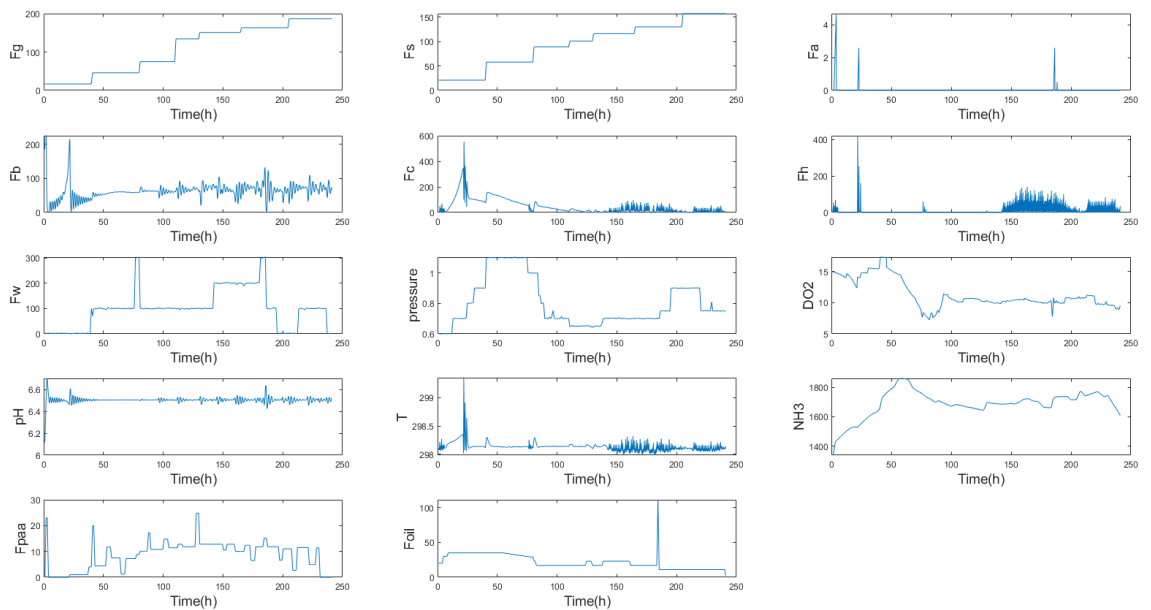 200
100
0
Fg
0 50 100 150 200 250
Time(h)
150
100
50
0
Fs
0 50 100 150 200 250
Time(h)
4
2
0
Fa
0 50 100 150 200 250
Time(h)
200
100
0
Fb
0 50 100 150 200 250
Time(h)
600
400
200
0
Fc
0 50 100 150 200 250
Time(h)
400
200
0
Fh
0 50 100 150 200 250
Time(h)
300
200
100
0
Fw
0 50 100 150 200 250
Time(h)
1
0.8
0.6
pressure
0 50 100 150 200 250
Time(h)
15
10
5
DO2
0 50 100 150 200 250
Time(h)
6.6
6.4
6.2
6
pH
0 50 100 150 200 250
Time(h)
299
298.5
298
T
0 50 100 150 200 250
Time(h)
1800
1600
1400
NH3
0 50 100 150 200 250
Time(h)
30
20
10
0
Fpaa
0 50 100 150 200 250
Time(h)
100
50
0
Foil
0 50 100 150 200 250
Time(h)